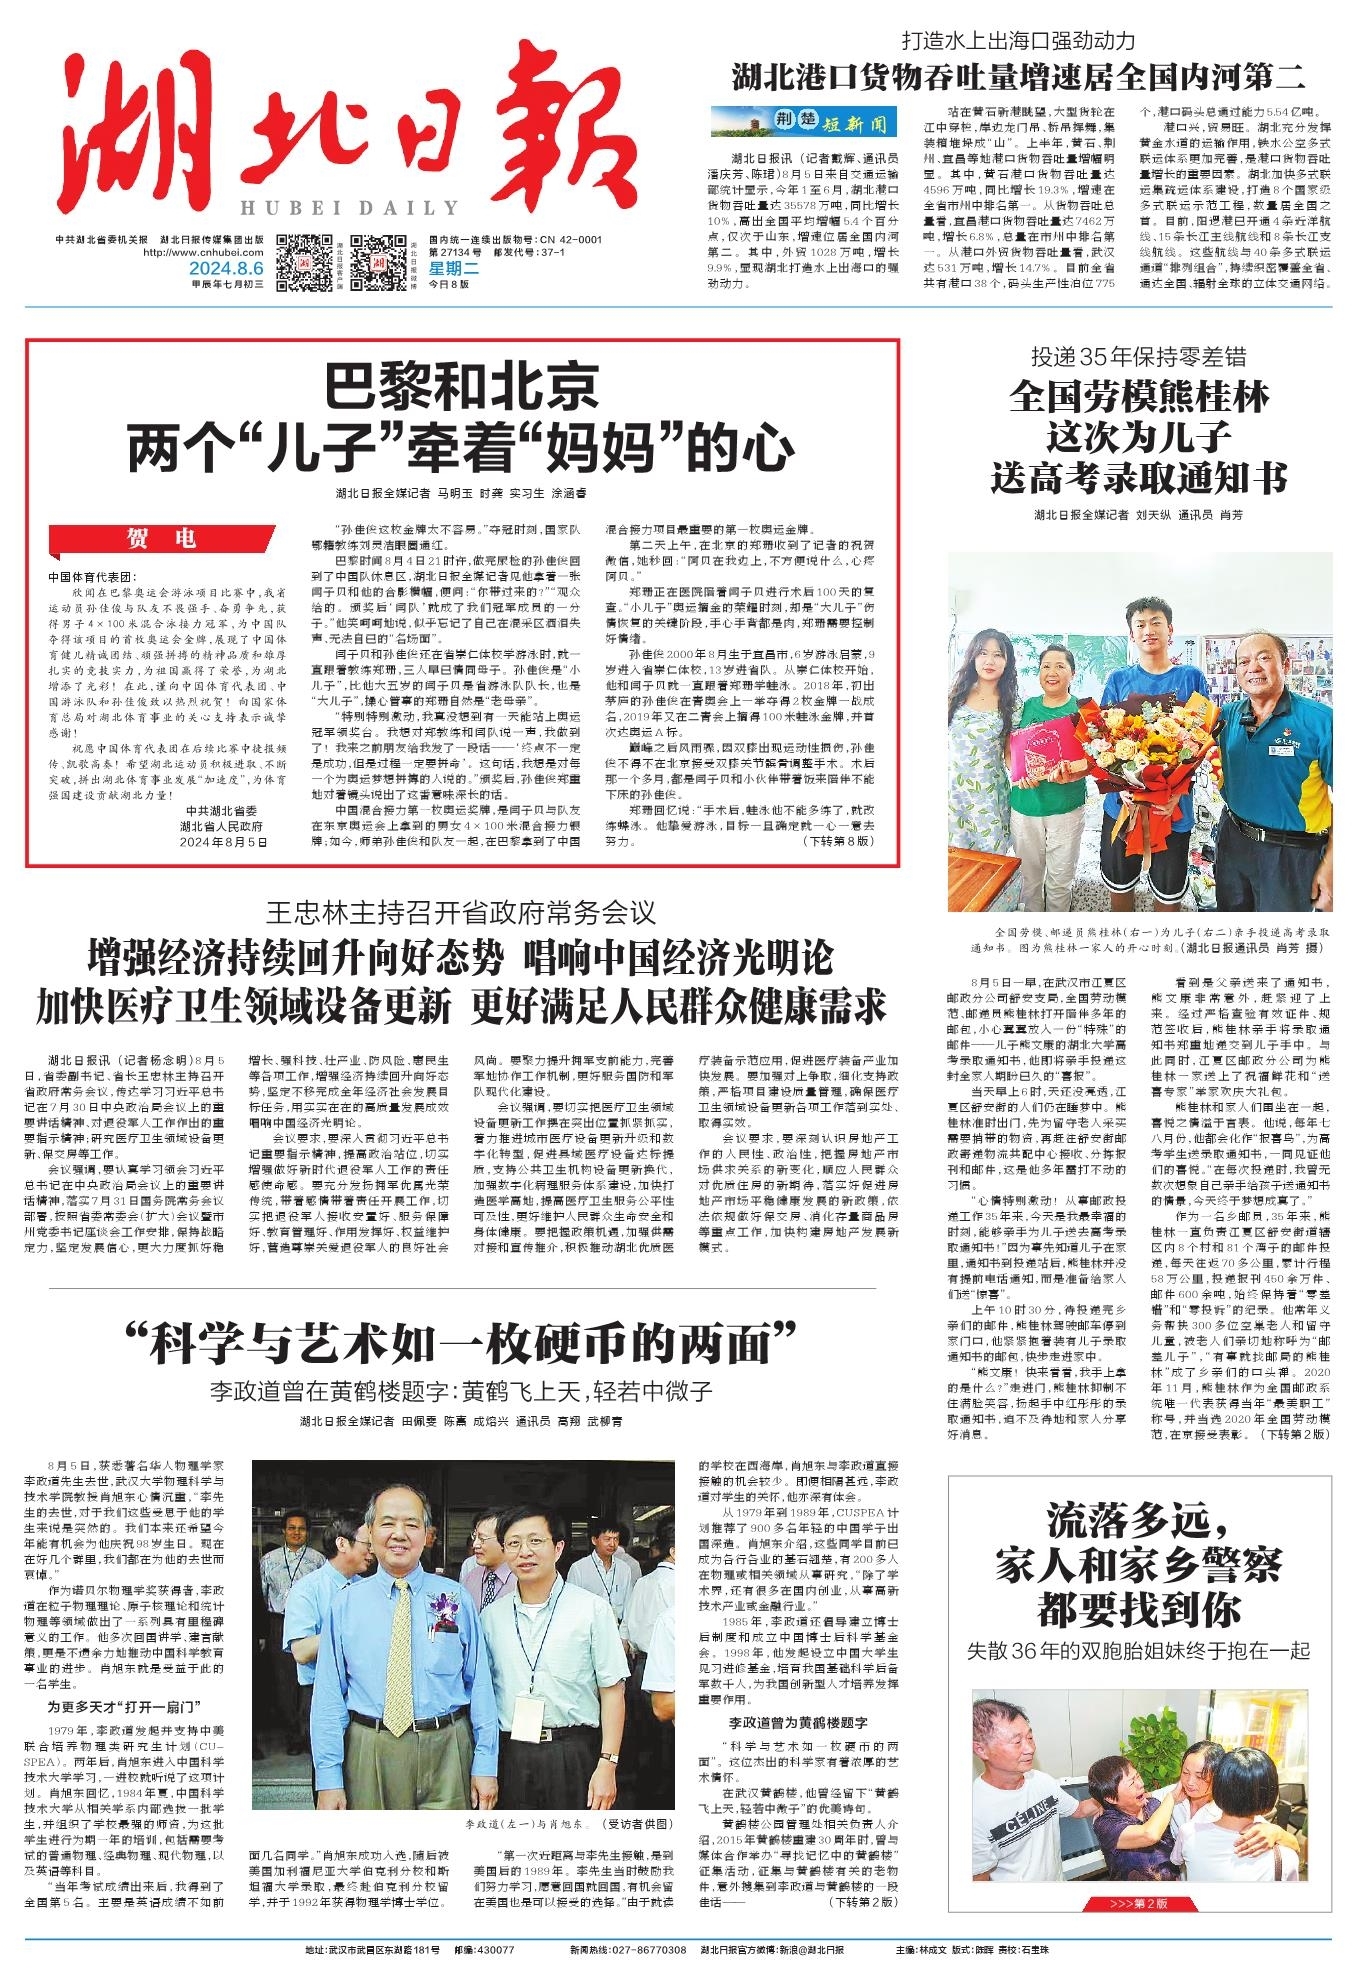 湖北日报
HUBEI DAILY
中共湖北省委机关报 湖北日报传媒集团出版
http://www.cnhubei.com
2024.8.6
甲辰年七月初三
湖北日报客户端
湖北日报微博
国内统一连续出版物号:CN 42-0001
第27134号 邮发代号:37-1
星期二
今日8版
打造水上出海口强劲动力
湖北港口货物吞吐量增速居全国内河第二
荆楚短新闻
湖北日报讯（记者戴辉、通讯员
潘庆芳、陈珺)8月5日来自交通运输
部统计显示,今年1至6月,湖北港口
货物吞吐量达35578万吨,同比增长
10%,高出全国平均增幅5.4个百分
点,仅次于山东,增速位居全国内河
第二。其中,外贸1028万吨,增长
9.9%,显现湖北打造水上出海口的强
劲动力。
站在黄石新港眺望,大型货轮在
江中穿梭,岸边龙门吊、桥吊挥舞,集
装箱堆垛成“山”。上半年,黄石、荆
州、宜昌等地港口货物吞吐量增幅明
显。其中,黄石港口货物吞吐量达
4596万吨,同比增长19.3%,增速在
全省市州中排名第一。从货物吞吐总
量看,宜昌港口货物吞吐量达7462万
吨,增长6.8%,总量在市州中排名第
一。从港口外贸货物吞吐量看,武汉
达531万吨,增长14.7%。目前全省
共有港口38个,码头生产性泊位775
个,港口码头总通过能力5.54亿吨。
港口兴,贸易旺。湖北充分发挥
黄金水道的运输作用,铁水公空多式
联运体系更加完善,是港口货物吞吐
量增长的重要因素。湖北加快多式联
运集疏运体系建设,打造8个国家级
多式联运示范工程,数量居全国之
首。目前,阳逻港已开通4条近洋航
线、15条长江主线航线和8条长江支
线航线。这些航线与40条多式联运
通道“排列组合”,持续织密覆盖全省、
通达全国、辐射全球的立体交通网络。
巴黎和北京
两个“儿子”牵着“妈妈”的心
湖北日报全媒记者 马明玉 时龚 实习生 涂涵睿
贺电
中国体育代表团:
欣闻在巴黎奥运会游泳项目比赛中,我省
运动员孙佳俊与队友不畏强手、奋勇争先,获
得男子4×100米混合泳接力冠军,为中国队
夺得该项目的首枚奥运会金牌,展现了中国体
育健儿精诚团结、顽强拼搏的精神品质和雄厚
扎实的竞技实力,为祖国赢得了荣誉,为湖北
增添了光彩! 在此,谨向中国体育代表团、中
国游泳队和孙佳俊致以热烈祝贺! 向国家体
育总局对湖北体育事业的关心支持表示诚挚
感谢!
祝愿中国体育代表团在后续比赛中捷报频
传、凯歌高奏! 希望湖北运动员积极进取、不断
突破,拼出湖北体育事业发展“加速度”,为体育
强国建设贡献湖北力量!
中共湖北省委
湖北省人民政府
2024年8月5日
“孙佳俊这枚金牌太不容易。”夺冠时刻,国家队
鄂籍教练刘灵洁眼圈通红。
巴黎时间8月4日21时许,做完尿检的孙佳俊回
到了中国队休息区,湖北日报全媒记者见他拿着一张
闫子贝和他的合影横幅,便问:“你带过来的?”“观众
给的。颁奖后‘闫队’就成了我们冠军成员的一分
子。”他笑呵呵地说,似乎忘记了自己在混采区洒泪失
声、无法自已的“名场面”。
闫子贝和孙佳俊还在省崇仁体校学游泳时,就一
直跟着教练郑珊,三人早已情同母子。孙佳俊是“小
儿子”,比他大五岁的闫子贝是省游泳队队长,也是
“大儿子”,操心管事的郑珊自然是“老母亲”。
“特别特别激动,我真没想到有一天能站上奥运
冠军领奖台。我想对郑教练和闫队说一声,我做到
了! 我来之前朋友给我发了一段话——‘终点不一定
是成功,但是过程一定要拼命’。这句话,我想是对每
一个为奥运梦想拼搏的人说的。”颁奖后,孙佳俊郑重
地对着镜头说出了这番意味深长的话。
中国混合接力第一枚奥运奖牌,是闫子贝与队友
在东京奥运会上拿到的男女4×100米混合接力银
牌;如今,师弟孙佳俊和队友一起,在巴黎拿到了中国
混合接力项目最重要的第一枚奥运金牌。
第二天上午,在北京的郑珊收到了记者的祝贺
微信,她秒回:“阿贝在我边上,不方便说什么,心疼
阿贝。”
郑珊正在医院陪着闫子贝进行术后100天的复
查。“小儿子”奥运摘金的荣耀时刻,却是“大儿子”伤
情恢复的关键阶段,手心手背都是肉,郑珊需要控制
好情绪。
孙佳俊2000年8月生于宜昌市,6岁游泳启蒙,9
岁进入省崇仁体校,13岁进省队。从崇仁体校开始,
他和闫子贝就一直跟着郑珊学蛙泳。2018年,初出
茅庐的孙佳俊在青奥会上一举夺得2枚金牌一战成
名,2019年又在二青会上摘得100米蛙泳金牌,并首
次达奥运A标。
巅峰之后风雨骤,因双膝出现运动性损伤,孙佳
俊不得不在北京接受双膝关节髌骨调整手术。术后
那一个多月,都是闫子贝和小伙伴带着饭来陪伴不能
下床的孙佳俊。
郑珊回忆说:“手术后,蛙泳他不能多练了,就改
练蝶泳。他挚爱游泳,目标一旦确定就一心一意去
努力。 （下转第8版）
投递35年保持零差错
全国劳模熊桂林
这次为儿子
送高考录取通知书
湖北日报全媒记者 刘天纵 通讯员 肖芳
全国劳模、邮递员熊桂林(右一)为儿子(右二)亲手投递高考录取
通知书。图为熊桂林一家人的开心时刻。(湖北日报通讯员 肖芳 摄)
8月5日一早,在武汉市江夏区
邮政分公司舒安支局,全国劳动模
范、邮递员熊桂林打开陪伴多年的
邮包,小心翼翼放入一份“特殊”的
邮件——儿子熊文康的湖北大学高
考录取通知书,他即将亲手投递这
封全家人期盼已久的“喜报”。
当天早上6时,天还没亮透,江
夏区舒安街的人们仍在睡梦中。熊
桂林准时出门,先为留守老人采买
需要捎带的物资,再赶往舒安街邮
政寄递物流共配中心接收、分拣报
刊和邮件,这是他多年雷打不动的
习惯。
“心情特别激动! 从事邮政投
递工作35年来,今天是我最幸福的
时刻,能够亲手为儿子送去高考录
取通知书!”因为事先知道儿子在家
里,通知书到投递站后,熊桂林并没
有提前电话通知,而是准备给家人
们送“惊喜”。
上午10时30分,待投递完乡
亲们的邮件,熊桂林驾驶邮车停到
家门口,他紧紧抱着装有儿子录取
通知书的邮包,快步走进家中。
“熊文康! 快来看看,我手上拿
的是什么?”走进门,熊桂林抑制不
住满脸笑容,扬起手中红彤彤的录
取通知书,迫不及待地和家人分享
好消息。
看到是父亲送来了通知书,
熊文康非常意外,赶紧迎了上
来。经过严格查验有效证件、规
范签收后,熊桂林亲手将录取通
知书郑重地递交到儿子手中。与
此同时,江夏区邮政分公司为熊
桂林一家送上了祝福鲜花和“送
喜专家”学家欢庆大礼包。
熊桂林和家人们围坐在一起,
喜悦之情溢于言表。他说,每年七
八月份,他都会化作“报喜鸟”,为高
考学生送录取通知书,一同见证他
们的喜悦。“在每次投递时,我曾无
数次想象自己亲手给孩子送通知书
的情景,今天终于梦想成真了。”
作为一名乡邮员,35年来,熊
桂林一直负责江夏区舒安街道辖
区内8个村和81个湾子的邮件投
递,每天往返70多公里,累计行程
58万公里,投递报刊450余万件、
邮件600余吨,始终保持着“零差
错”和“零投诉”的纪录。他常年义
务帮扶300多位空巢老人和留守
儿童,被老人们亲切地称呼为“邮
差儿子”,“有事就找邮局的熊桂
林”成了乡亲们的口头禅。2020
年11月,熊桂林作为全国邮政系
统唯一代表获得当年“最美职工”
称号,并当选2020年全国劳动模
范,在京接受表彰。（下转第2版）
王忠林主持召开省政府常务会议
增强经济持续回升向好态势 唱响中国经济光明论
加快医疗卫生领域设备更新 更好满足人民群众健康需求
湖北日报讯（记者杨念明)8月5
日,省委副书记、省长王忠林主持召开
省政府常务会议,传达学习习近平总书
记在7月30日中央政治局会议上的重
要讲话精神、对退役军人工作作出的重
要指示精神;研究医疗卫生领域设备更
新、保交房等工作。
会议强调,要认真学习领会习近平
总书记在中央政治局会议上的重要讲
话精神,落实7月31日国务院常务会议
部署,按照省委常委会(扩大)会议暨市
州党委书记座谈会工作安排,保持战略
定力,坚定发展信心,更大力度抓好稳
增长、强科技、壮产业、防风险、惠民生
等各项工作,增强经济持续回升向好态
势,坚定不移完成全年经济社会发展目
标任务,用实实在在的高质量发展成效
唱响中国经济光明论。
会议要求,要深入贯彻习近平总书
记重要指示精神,提高政治站位,切实
增强做好新时代退役军人工作的责任
感使命感。要充分发扬拥军优属光荣
传统,带着感情带着责任开展工作,切
实把退役军人接收安置好、服务保障
好、教育管理好、作用发挥好、权益维护
好,营造尊崇关爱退役军人的良好社会
风尚。要聚力提升拥军支前能力,完善
军地协作工作机制,更好服务国防和军
队现代化建设。
会议强调,要切实把医疗卫生领域
设备更新工作摆在突出位置抓紧抓实,
着力推进城市医疗设备更新升级和数
字化转型,促进县域医疗设备达标提
质,支持公共卫生机构设备更新换代,
加强数字化病理服务体系建设,加快打
造医学高地,提高医疗卫生服务公平性
可及性,更好维护人民群众生命安全和
身体健康。要把握政策机遇,加强供需
对接和宣传推介,积极推动湖北优质医
疗装备示范应用,促进医疗装备产业加
快发展。要加强对上争取,细化支持政
策,严格项目建设质量管理,确保医疗
卫生领域设备更新各项工作落到实处、
取得实效。
会议要求,要深刻认识房地产工
作的人民性、政治性,把握房地产市
场供求关系的新变化,顺应人民群众
对优质住房的新期待,落实好促进房
地产市场平稳健康发展的新政策,依
法依规做好保交房、消化存量商品房
等重点工作,加快构建房地产发展新
模式。
“科学与艺术如一枚硬币的两面”
李政道曾在黄鹤楼题字:黄鹤飞上天,轻若中微子
湖北日报全媒记者 田佩雯 陈熹 成熔兴 通讯员 高翔 武柳青
8月5日,获悉著名华人物理学家
李政道先生去世,武汉大学物理科学与
技术学院教授肖旭东心情沉重,“李先
生的去世,对于我们这些受恩于他的学
生来说是突然的。我们本来还希望今
年能有机会为他庆祝98岁生日。现在
在好几个群里,我们都在为他的去世而
哀悼。”
作为诺贝尔物理学奖获得者,李政
道在粒子物理理论、原子核理论和统计
物理等领域做出了一系列具有里程碑
意义的工作。他多次回国讲学、建言献
策,更是不遗余力地推动中国科学教育
事业的进步。肖旭东就是受益于此的
一名学生。
为更多天才“打开一扇门”
1979年,李政道发起并支持中美
联合培养物理类研究生计划(CU-
SPEA)。两年后,肖旭东进入中国科学
技术大学学习,一进校就听说了这项计
划。肖旭东回忆,1984年夏,中国科学
技术大学从相关学系内部选拔一批学
生,并组织了学校最强的师资,为这批
学生进行为期一年的培训,包括需要考
试的普通物理、经典物理、现代物理,以
及英语等科目。
“当年考试成绩出来后,我得到了
全国第5名。主要是英语成绩不如前
李政道(左一)与肖旭东。（受访者供图）
面几名同学。”肖旭东成功入选,随后被
美国加利福尼亚大学伯克利分校和斯
坦福大学录取,最终赴伯克利分校留
学,并于1992年获得物理学博士学位。
“第一次近距离与李先生接触,是到
美国后的1989年。李先生当时鼓励我
们努力学习,愿意回国就回国,有机会留
在美国也是可以接受的选择。”由于就读
的学校在西海岸,肖旭东与李政道直接
接触的机会较少。即便相隔甚远,李政
道对学生的关怀,他亦深有体会。
从1979年到1989年,CUSPEA计
划推荐了900多名年轻的中国学子出
国深造。肖旭东介绍,这些同学目前已
成为各行各业的基石翘楚,有200多人
在物理或相关领域从事研究,“除了学
术界,还有很多在国内创业,从事高新
技术产业或金融行业。”
1985年,李政道还倡导建立博士
后制度和成立中国博士后科学基金
会。1998年,他发起设立中国大学生
见习进修基金,培育我国基础科学后备
军数千人,为我国创新型人才培养发挥
重要作用。
李政道曾为黄鹤楼题字
“科学与艺术如一枚硬币的两
面”。这位杰出的科学家有着浓厚的艺
术情怀。
在武汉黄鹤楼,他曾经留下“黄鹤
飞上天,轻若中微子”的优美诗句。
黄鹤楼公园管理处相关负责人介
绍,2015年黄鹤楼重建30周年时,曾与
媒体合作举办“寻找记忆中的黄鹤楼”
征集活动,征集与黄鹤楼有关的老物
件,意外搜集到李政道与黄鹤楼的一段
佳话—— （下转第2版）
流落多远,
家人和家乡警察
都要找到你
失散36年的双胞胎姐妹终于抱在一起
CELINE
>>>第2版
地址:武汉市武昌区东湖路181号 邮编:430077 新闻热线:027-86770308 湖北日报官方微博:新浪@湖北日报 主编:林成文 版式:陈晖 责校:石宝珠